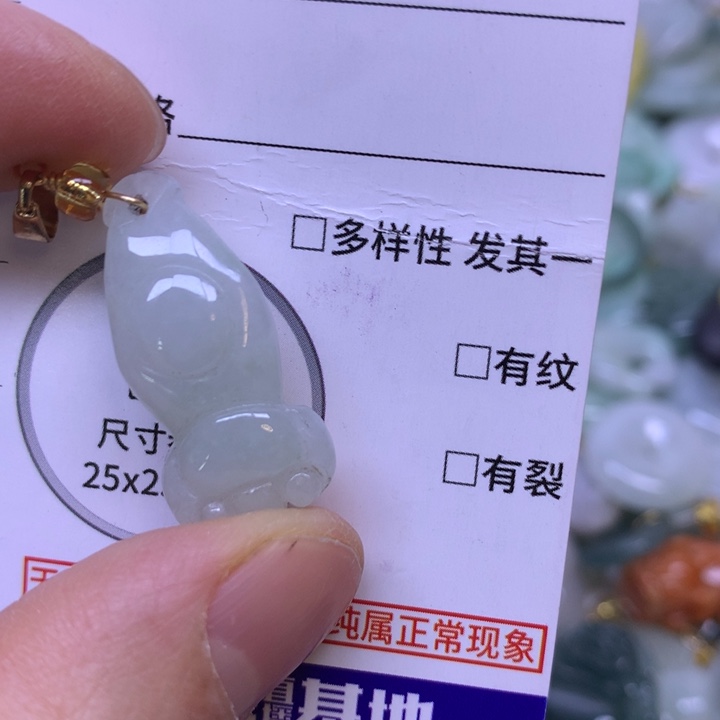 格
□多样性 发其一
□有纹
尺寸
25x2
□有裂
纯属正常现象
基地